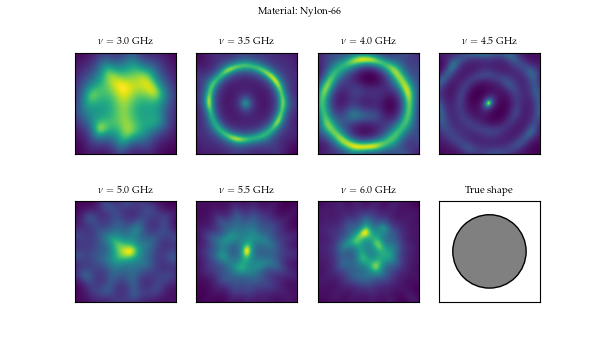 Material: Nylon-66
ν = 3.0 GHz
ν = 3.5 GHz
ν = 4.0 GHz
ν = 4.5 GHz
ν = 5.0 GHz
ν = 5.5 GHz
ν = 6.0 GHz
True shape